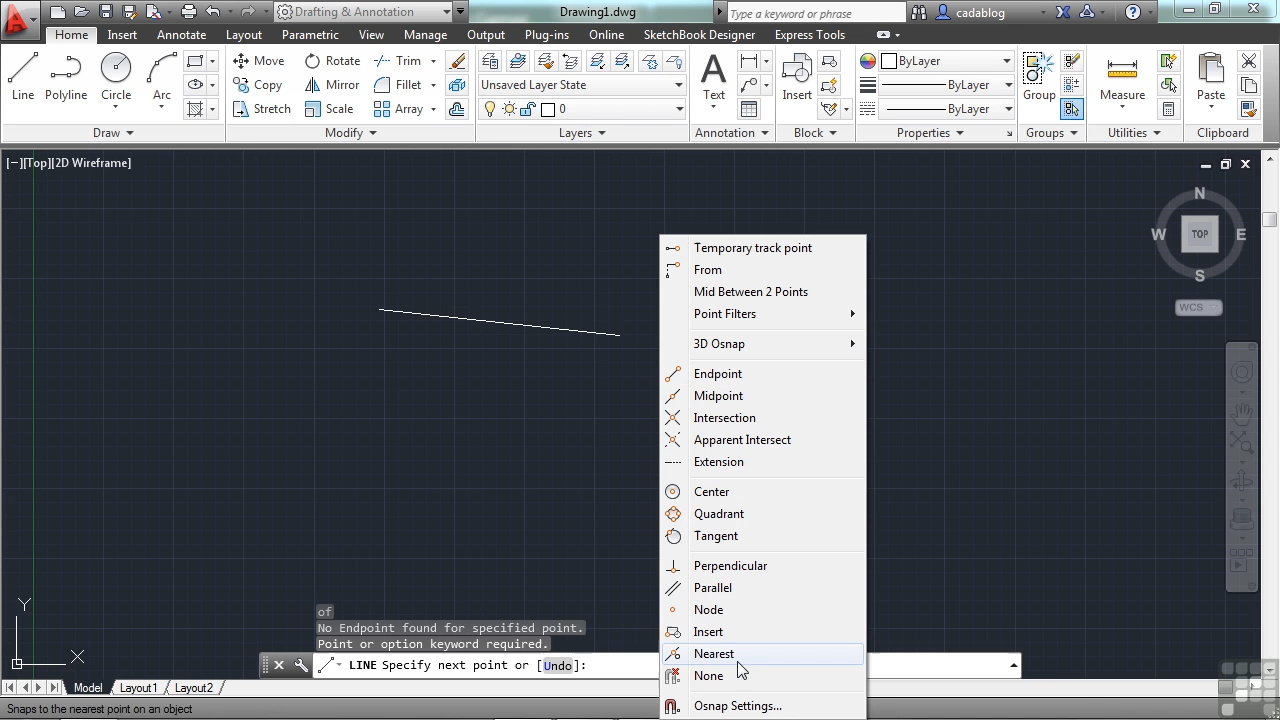 Drafting & Annotation
Drawing1.dwg
Type a keyword or phrase
cadablog
Home Insert Annotate Layout Parametric View Manage Output Plug-ins Online SketchBook Designer Express Tools
Line
Polyline
Circle
Arc
Draw
Move
Rotate
Trim
Copy
Mirror
Fillet
Stretch
Scale
Array
Modify
Unsaved Layer State
0
Layers
Text
Annotation
Insert
Block
ByLayer
ByLayer
ByLayer
Properties
Group
Groups
Measure
Utilities
Paste
Clipboard
[−][Top][2D Wireframe]
N
W
TOP
E
S
WCS
Temporary track point
From
Mid Between 2 Points
Point Filters
3D Osnap
Endpoint
Midpoint
Intersection
Apparent Intersect
Extension
Center
Quadrant
Tangent
Perpendicular
Parallel
Node
Insert
Nearest
None
Osnap Settings...
Y
X
of
No Endpoint found for specified point.
Point or option keyword required.
LINE Specify next point or [Undo]:
Model Layout1 Layout2
Snaps to the nearest point on an object